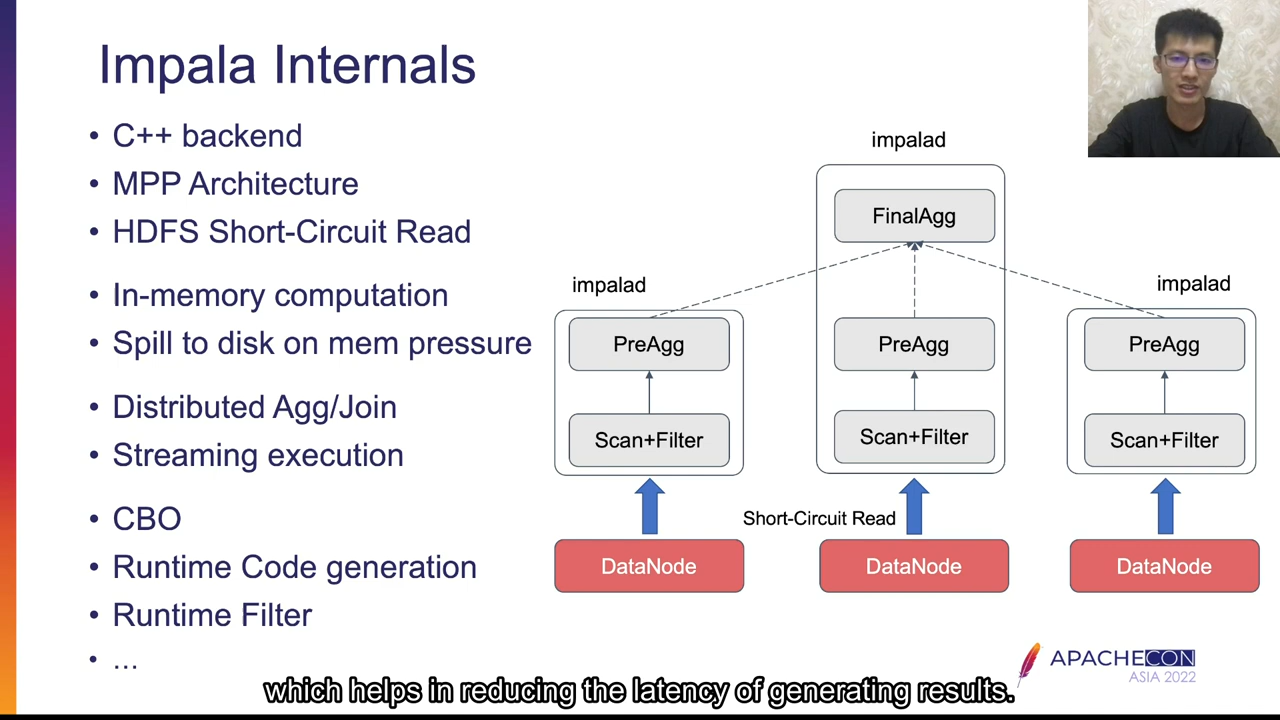 Impala Internals
• C++ backend
• MPP Architecture
• HDFS Short-Circuit Read
• In-memory computation
• Spill to disk on mem pressure
• Distributed Agg/Join
• Streaming execution
• CBO
• Runtime Code generation
• Runtime Filter
• ...
impalad
FinalAgg
impalad
impalad
PreAgg
PreAgg
PreAgg
Scan+Filter
Scan+Filter
Scan+Filter
Short-Circuit Read
DataNode
DataNode
DataNode
APACHECON
ASIA 2022
which helps in reducing the latency of generating results.